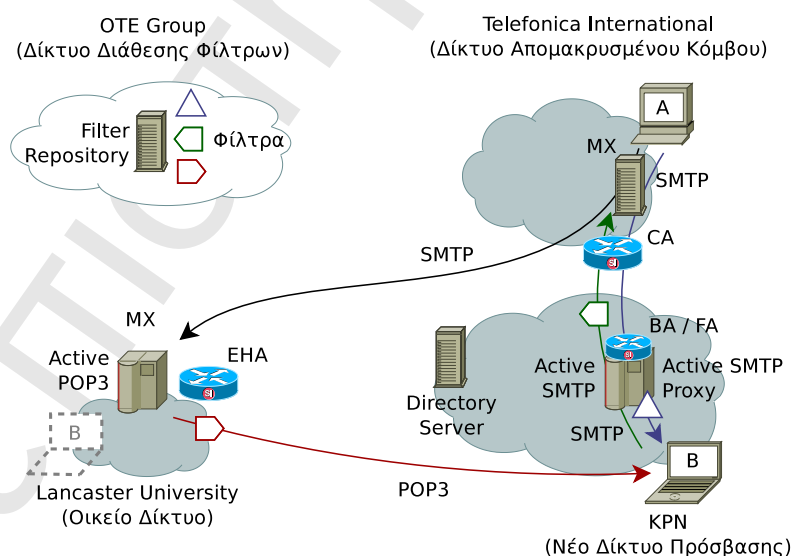 OTE Group
(Δίκτυο Διάθεσης Φίλτρων)
Filter
Repository
Φίλτρα
Telefonica International
(Δίκτυο Απομακρυσμένου Κόμβου)
A
MX
SMTP
CA
SMTP
MX
Active
POP3
EHA
B
Lancaster University
(Οικείο Δίκτυο)
POP3
BA / FA
Active
SMTP
Active SMTP
Proxy
Directory
Server
SMTP
B
KPN
(Νέο Δίκτυο Πρόσβασης)